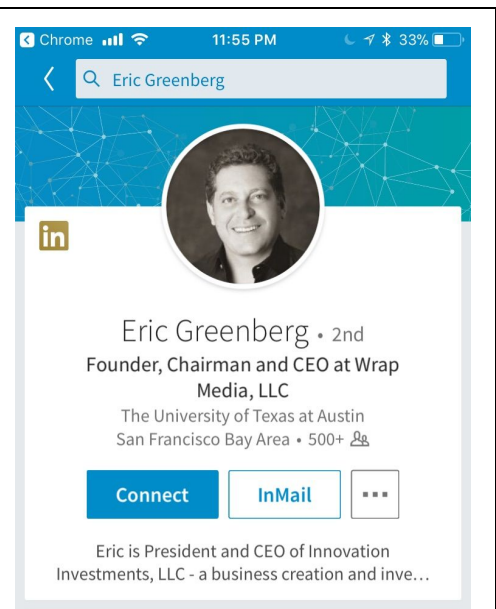 Chrome 11:55 PM 33%
Eric Greenberg
in
Eric Greenberg • 2nd
Founder, Chairman and CEO at Wrap
Media, LLC
The University of Texas at Austin
San Francisco Bay Area • 500+
Connect InMail ...
Eric is President and CEO of Innovation
Investments, LLC - a business creation and inve...